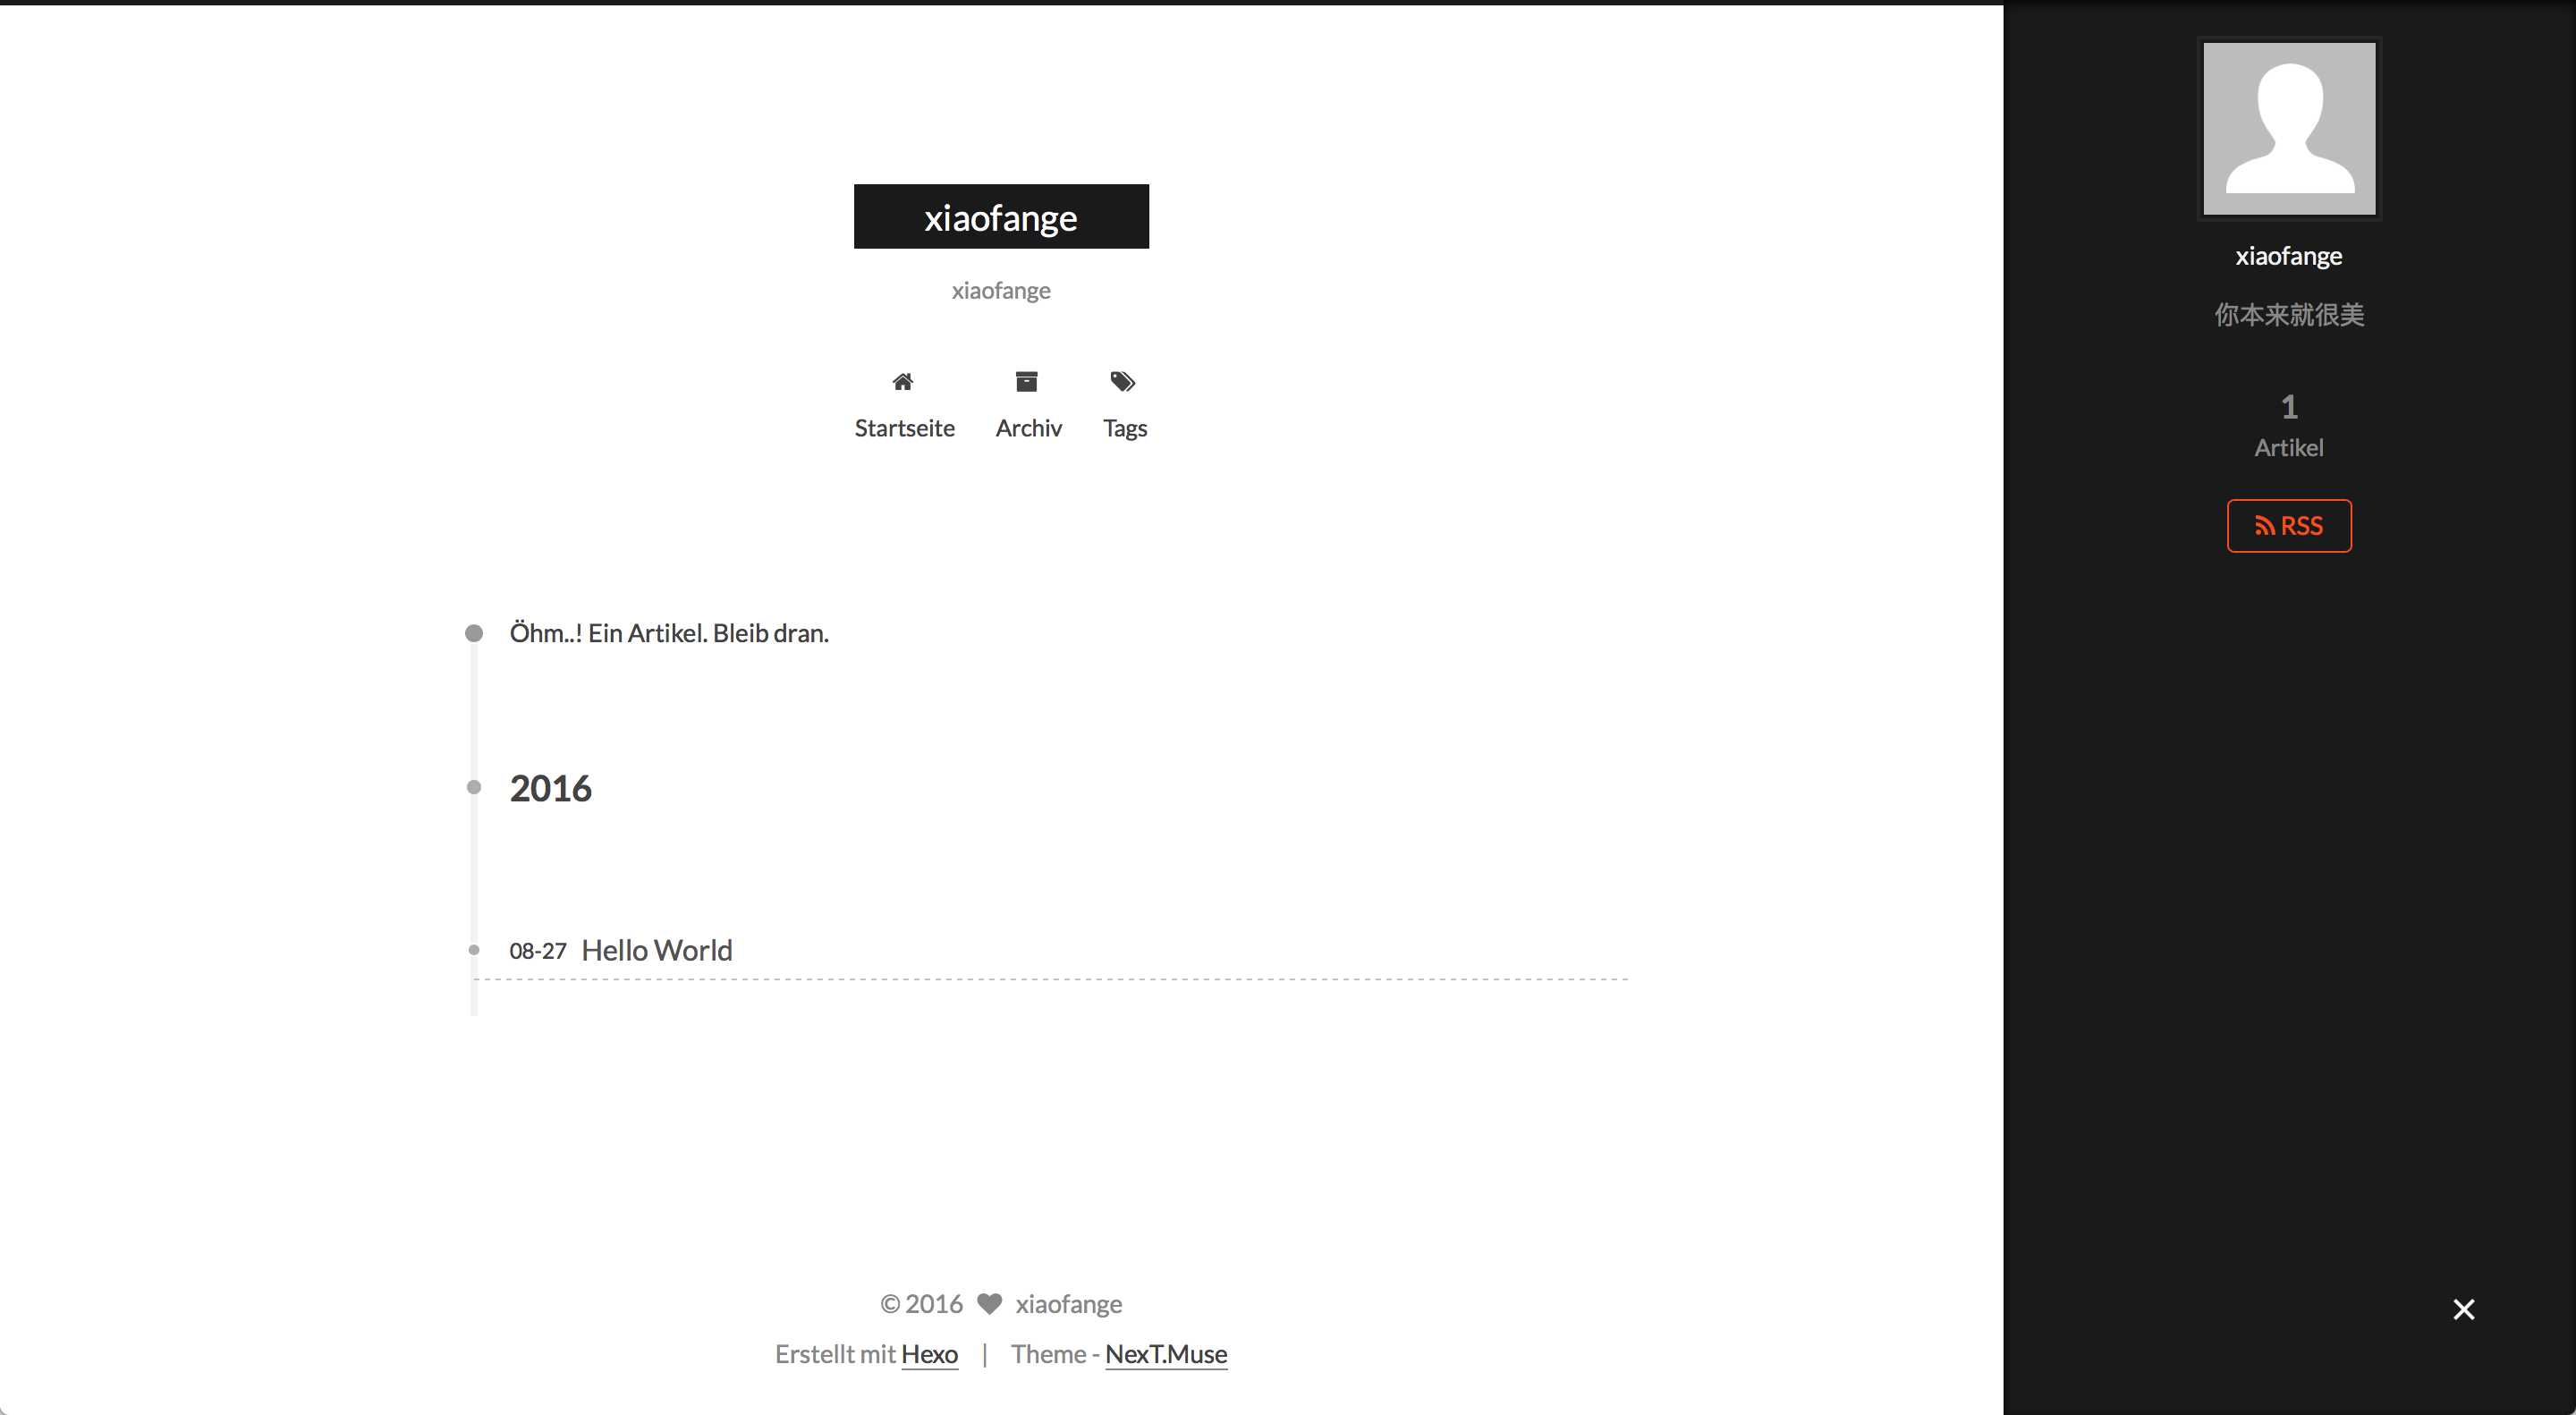 xiaofange
xiaofange
Startseite Archiv Tags
Öhm..! Ein Artikel. Bleib dran.
2016
08-27 Hello World
© 2016 xiaofange
Erstellt mit Hexo | Theme - NexT.Muse
xiaofange
你本来就很美
1
Artikel
RSS